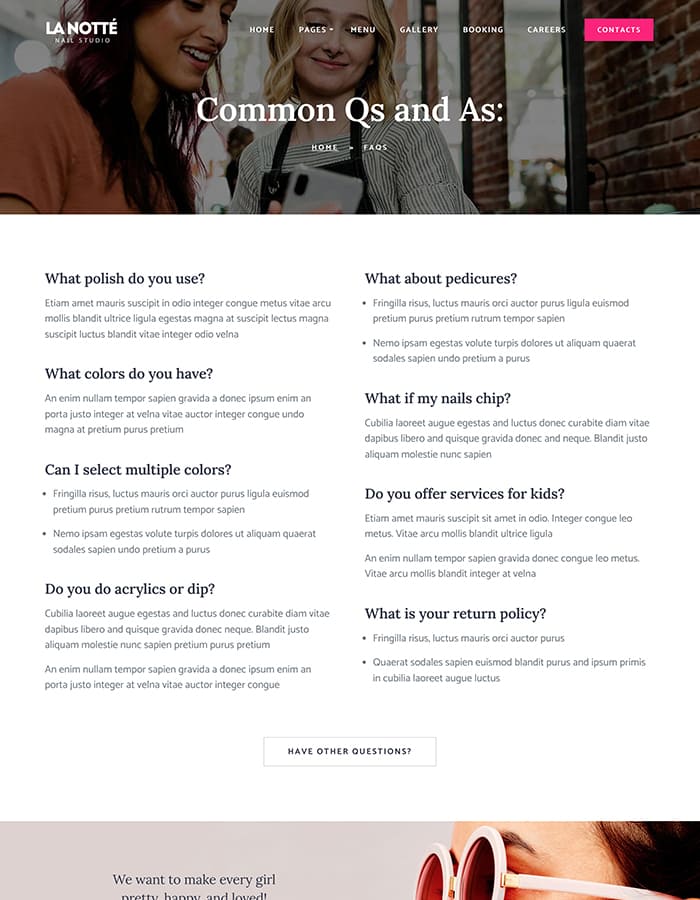 LA NOTTÉ
NAIL STUDIO
HOME
PAGES
MENU
GALLERY
BOOKING
CAREERS
CONTACTS
Common Qs and As:
HOME » FAQS
What polish do you use?
Etiam amet mauris suscipit in odio integer congue metus vitae arcu
mollis blandit ultrice ligula egestas magna at suscipit lectus magna
suscipit luctus blandit vitae integer odio velna
What colors do you have?
An enim nullam tempor sapien gravida a donec ipsum enim an
porta justo integer at velna vitae auctor integer congue undo
magna at pretium purus pretium
Can I select multiple colors?
• Fringilla risus, luctus mauris orci auctor purus ligula euismod
pretium purus pretium rutrum tempor sapien
• Nemo ipsam egestas volute turpis dolores ut aliquam quaerat
sodales sapien undo pretium a purus
Do you do acrylics or dip?
Cubilia laoreet augue egestas and luctus donec curabite diam vitae
dapibus libero and quisque gravida donec neque. Blandit justo
aliquam molestie nunc sapien pretium purus pretium
An enim nullam tempor sapien gravida a donec ipsum enim an
porta justo integer at velna vitae auctor integer congue
What about pedicures?
• Fringilla risus, luctus mauris orci auctor purus ligula euismod
pretium purus pretium rutrum tempor sapien
• Nemo ipsam egestas volute turpis dolores ut aliquam quaerat
sodales sapien undo pretium a purus
What if my nails chip?
Cubilia laoreet augue egestas and luctus donec curabite diam vitae
dapibus libero and quisque gravida donec and neque. Blandit justo
aliquam molestie nunc sapien
Do you offer services for kids?
Etiam amet mauris suscipit sit amet in odio. Integer congue leo
metus. Vitae arcu mollis blandit ultrice ligula
An enim nullam tempor sapien gravida donec congue leo metus.
Vitae arcu mollis blandit integer at velna
What is your return policy?
• Fringilla risus, luctus mauris orci auctor purus
• Quaerat sodales sapien euismod blandit purus and ipsum primis
in cubilia laoreet augue luctus
HAVE OTHER QUESTIONS?
We want to make every girl
pretty, happy, and loved!